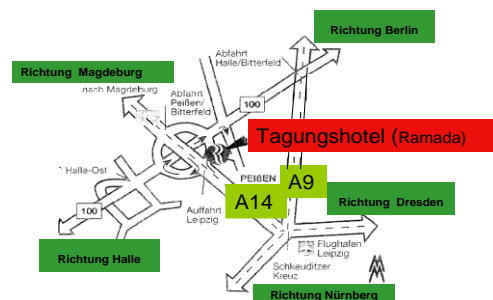 Richtung Berlin
Abfahrt
Halle/Bitterfeld
Richtung Magdeburg
nach Magdeburg
Abfahrt
Peißen/
Bitterfeld
100
Tagungshotel (Ramada)
Halle-Ost
PEIßEN
A9
A14
Richtung Dresden
100
Auffahrt
Leipzig
Richtung Halle
Flughafen
Leipzig
Schkeuditzer
Kreuz
Richtung Nürnberg